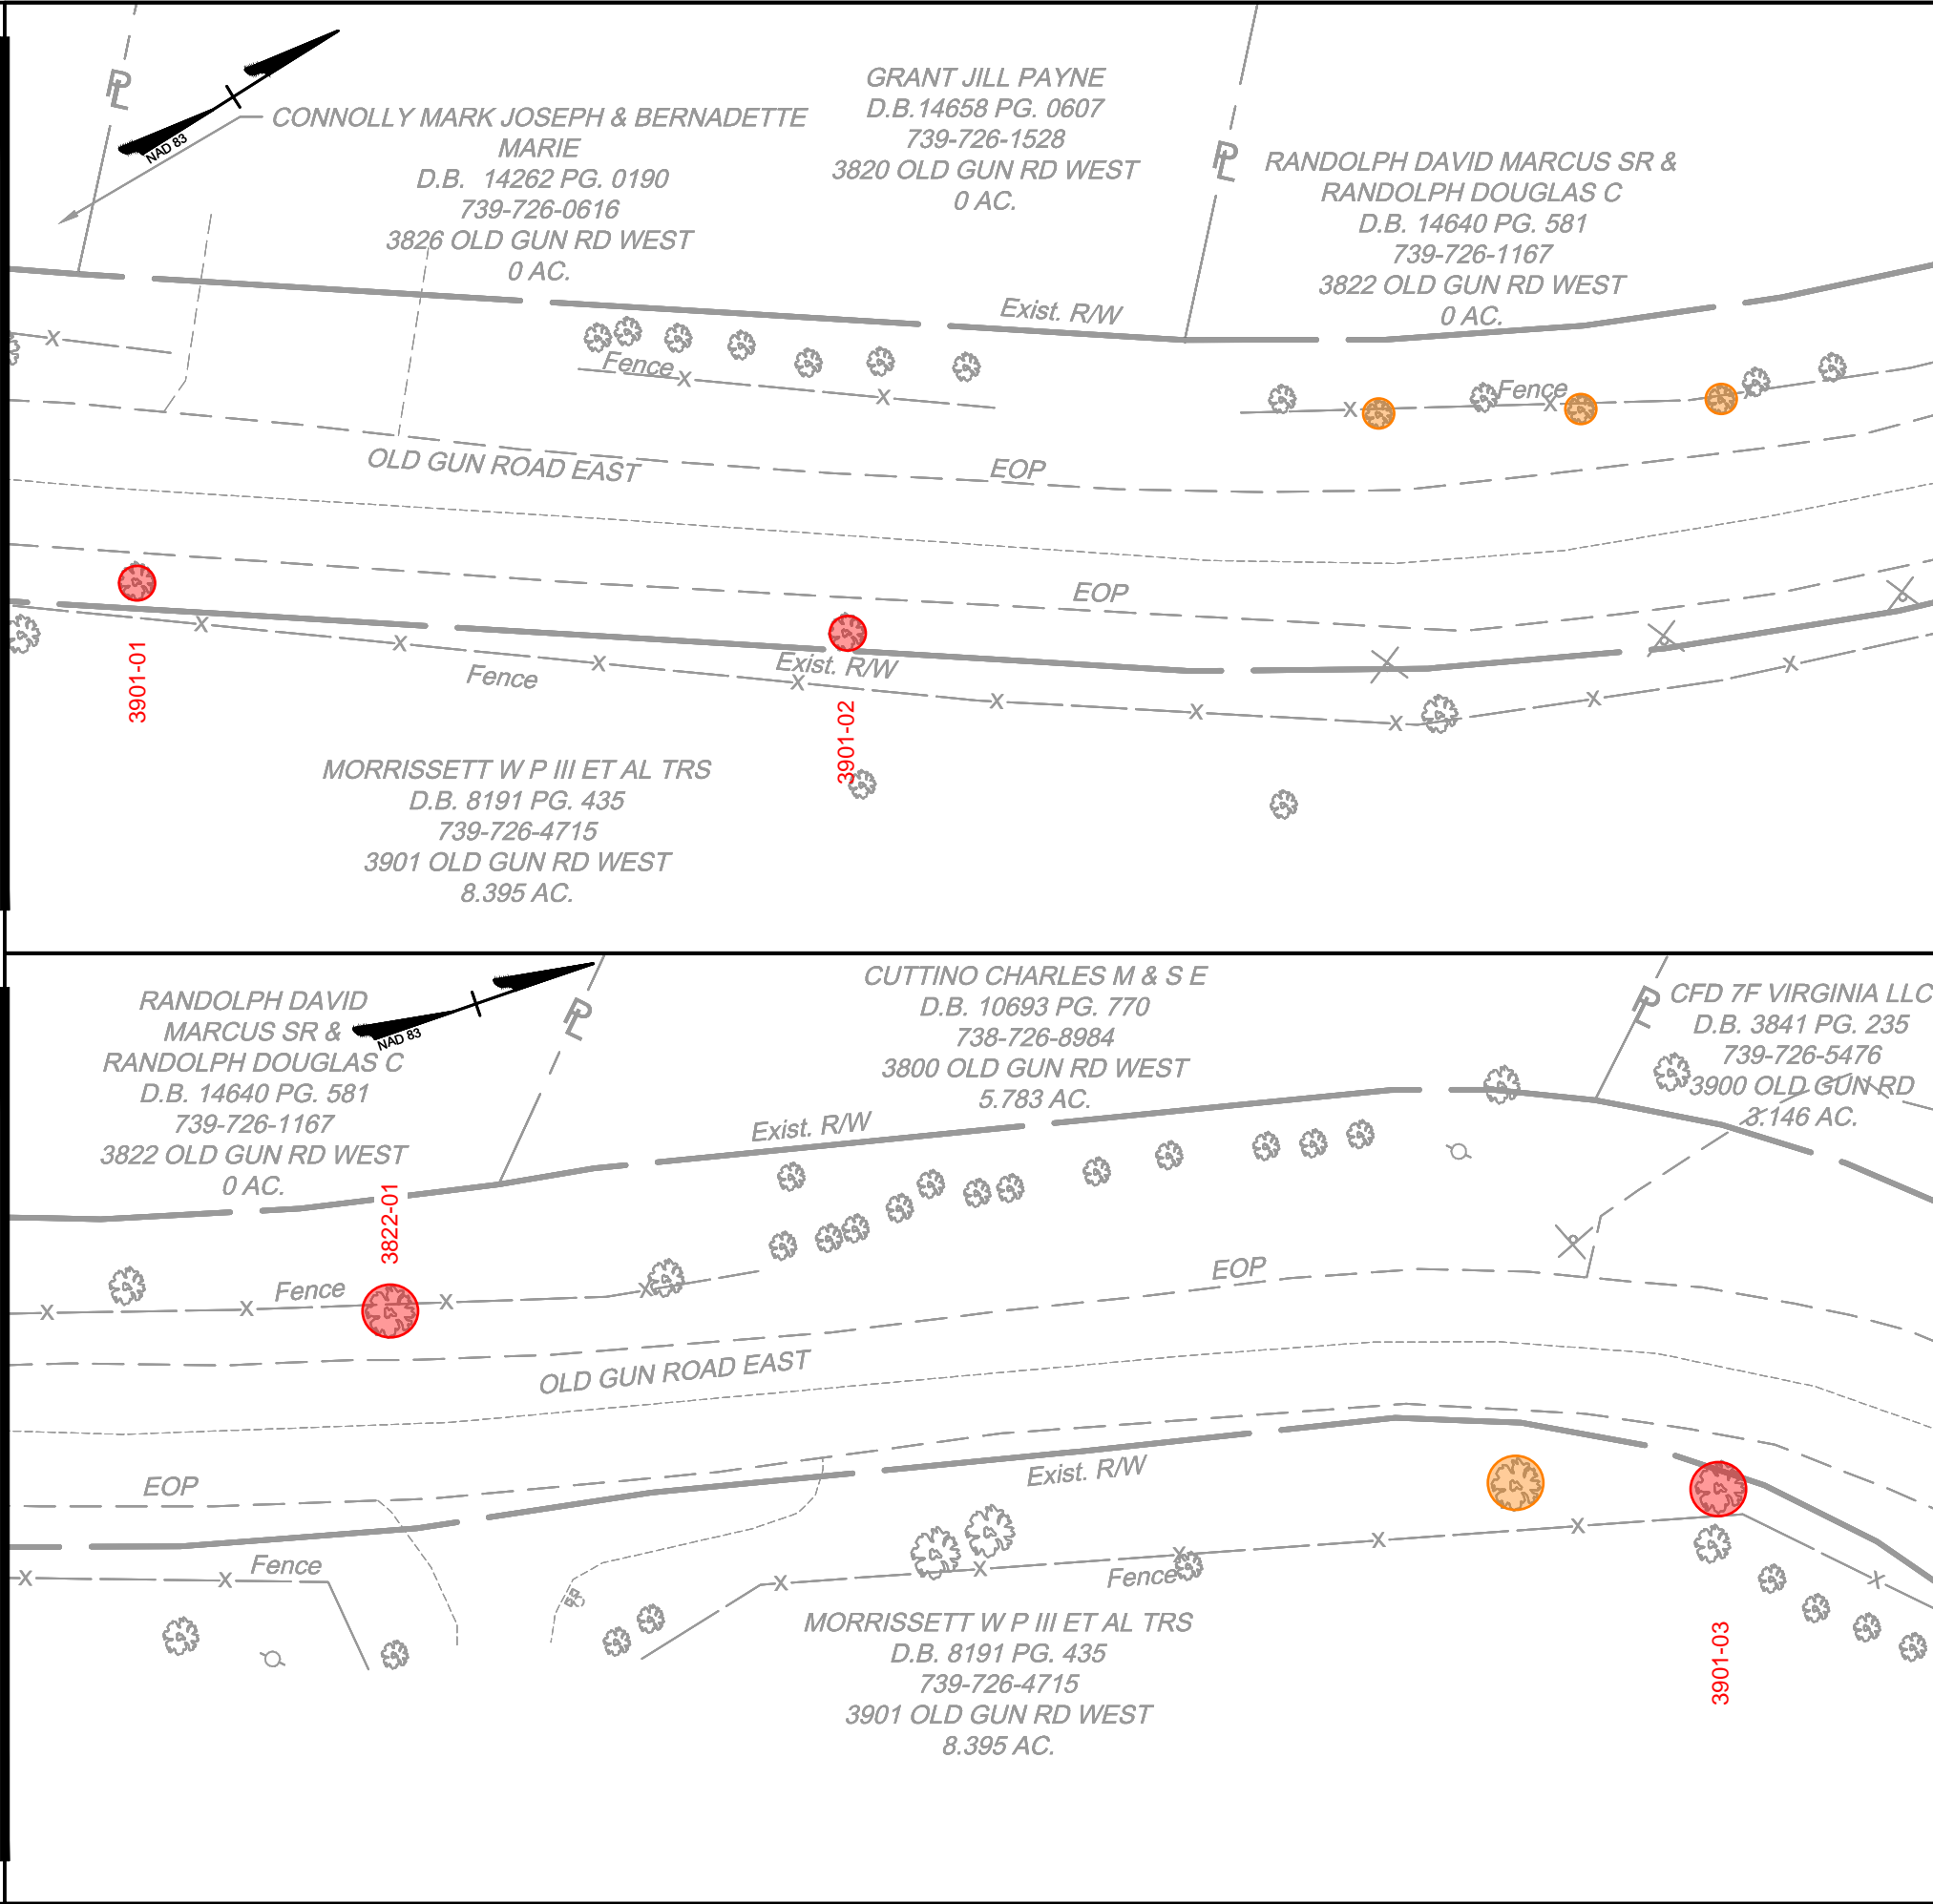 PL
NAD 83
CONNOLLY MARK JOSEPH & BERNADETTE
MARIE
D.B. 14262 PG. 0190
739-726-0616
3826 OLD GUN RD WEST
0 AC.
GRANT JILL PAYNE
D.B.14658 PG. 0607
739-726-1528
3820 OLD GUN RD WEST
0 AC.
PL
RANDOLPH DAVID MARCUS SR &
RANDOLPH DOUGLAS C
D.B. 14640 PG. 581
739-726-1167
3822 OLD GUN RD WEST
0 AC.
Exist. R/W
Fence
Fence
OLD GUN ROAD EAST
EOP
EOP
3901-01
Fence
Exist. R/W
3901-02
MORRISSETT W P III ET AL TRS
D.B. 8191 PG. 435
739-726-4715
3901 OLD GUN RD WEST
8.395 AC.
RANDOLPH DAVID
MARCUS SR &
RANDOLPH DOUGLAS C
D.B. 14640 PG. 581
739-726-1167
3822 OLD GUN RD WEST
0 AC.
NAD 83
PL
CUTTINO CHARLES M & S E
D.B. 10693 PG. 770
738-726-8984
3800 OLD GUN RD WEST
5.783 AC.
PL
CFD 7F VIRGINIA LLC
D.B. 3841 PG. 235
739-726-5476
3900 OLD GUN RD
3.146 AC.
Exist. R/W
3822-01
Fence
EOP
OLD GUN ROAD EAST
EOP
Exist. R/W
Fence
Fence
MORRISSETT W P III ET AL TRS
D.B. 8191 PG. 435
739-726-4715
3901 OLD GUN RD WEST
8.395 AC.
3901-03